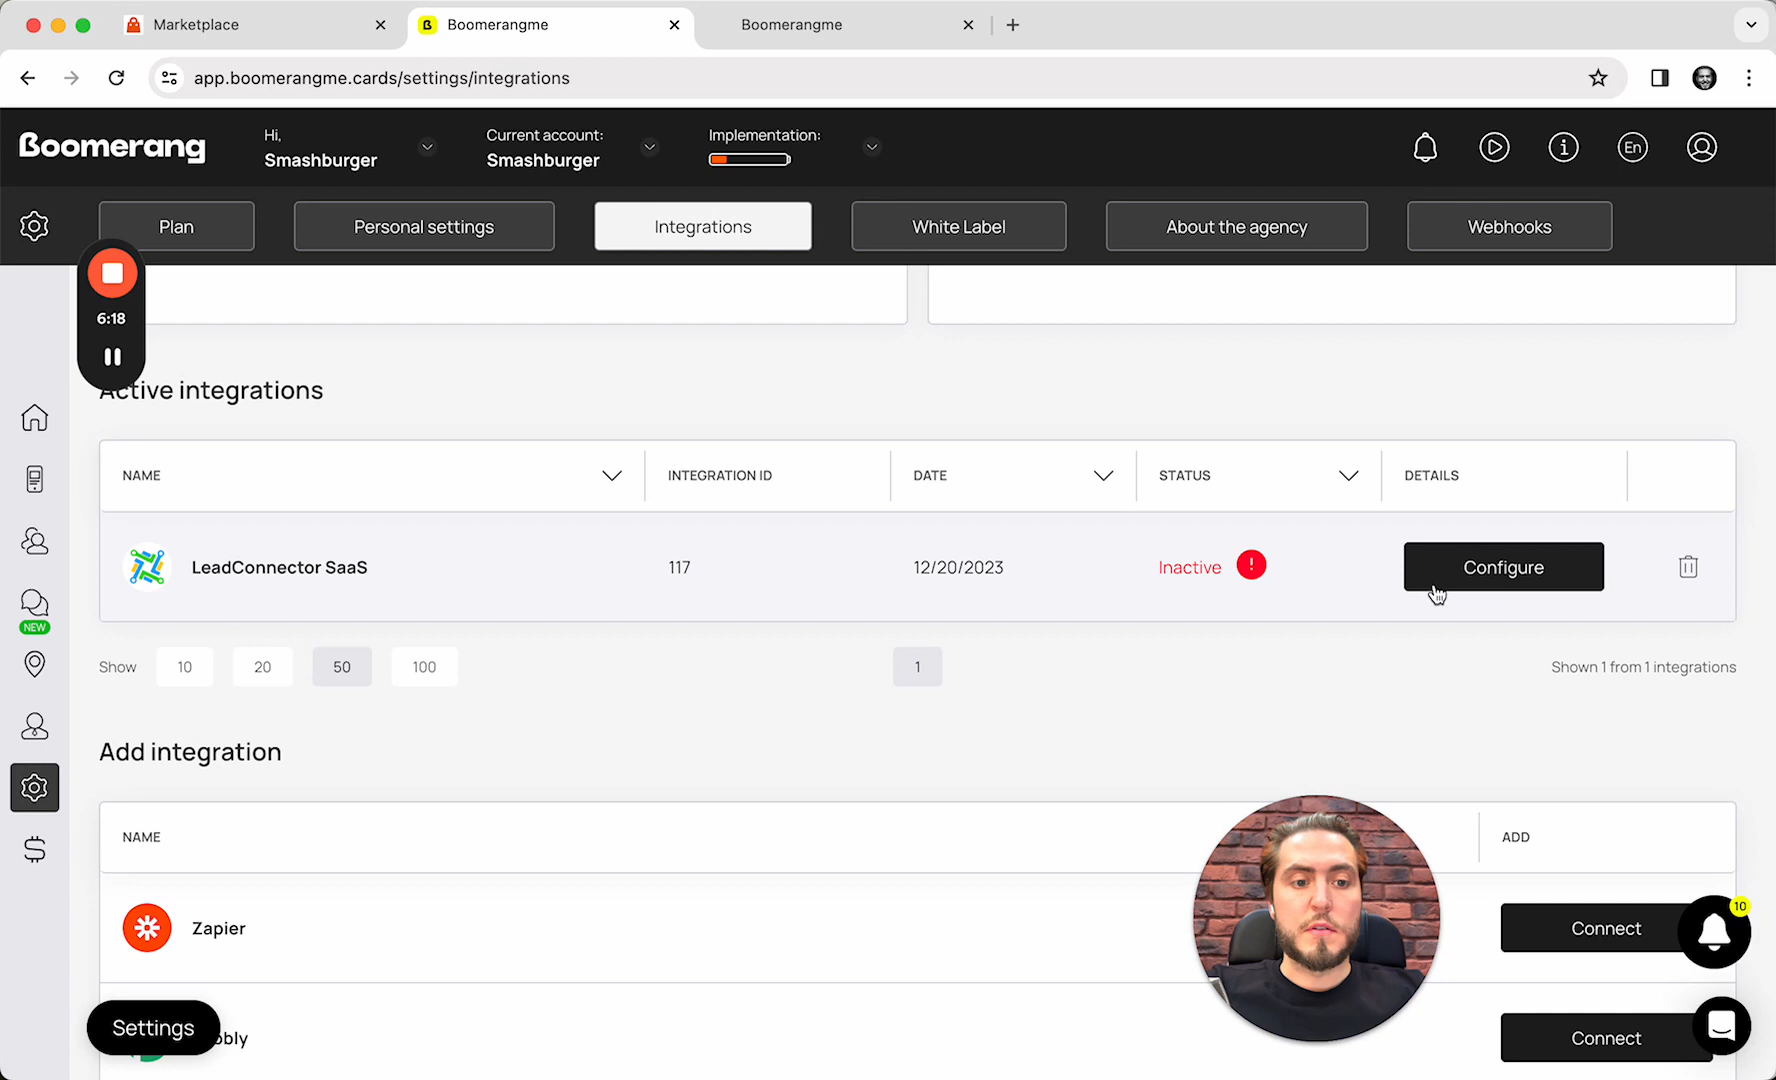 Marketplace
Boomerangme
Boomerangme
app.boomerangme.cards/settings/integrations
Boomerang
Hi,
Smashburger
Current account:
Smashburger
Implementation:
En
Plan
Personal settings
Integrations
White Label
About the agency
Webhooks
6:18
Active integrations
NAME
INTEGRATION ID
DATE
STATUS
DETAILS
LeadConnector SaaS
117
12/20/2023
Inactive
!
Configure
NEW
Show
10
20
50
100
1
Shown 1 from 1 integrations
Add integration
NAME
ADD
Zapier
Connect
10
Settings
bly
Connect